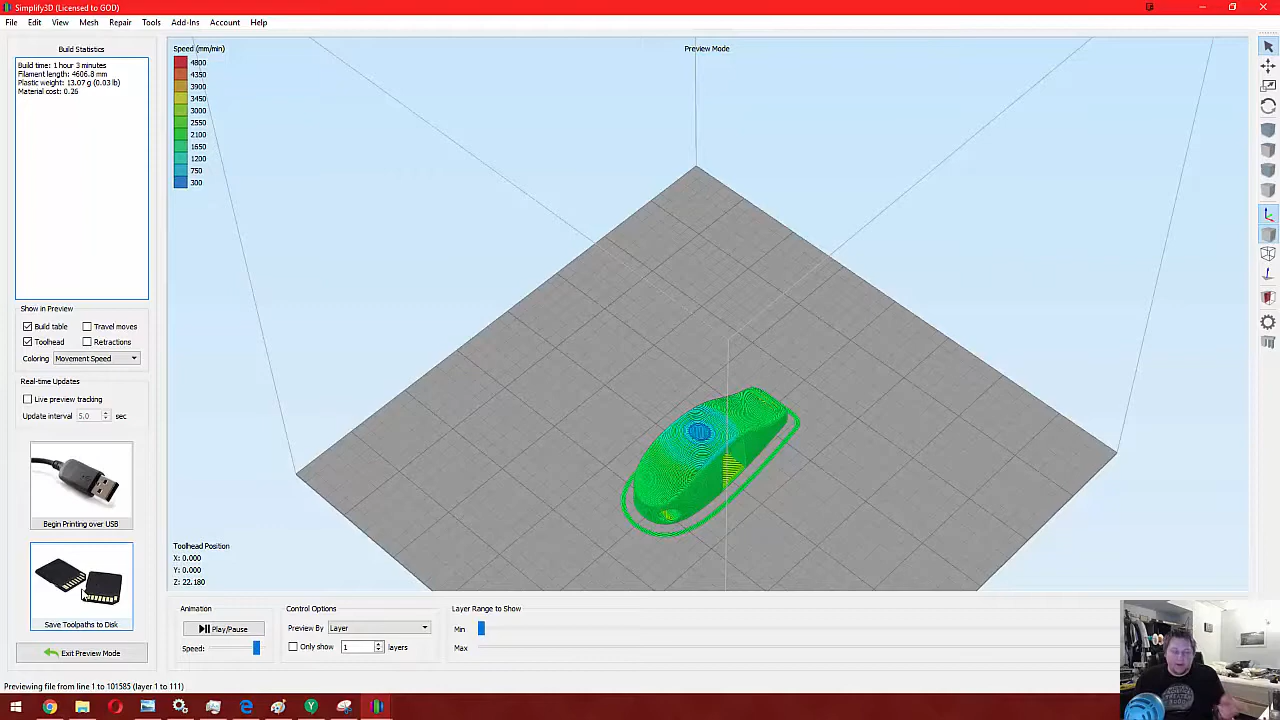 Simplify3D (Licensed to GOD)
File Edit View Mesh Repair Tools Add-Ins Account Help
Build Statistics
Build time: 1 hour 3 minutes
Filament length: 4606.8 mm
Plastic weight: 13.07 g (0.03 lb)
Material cost: 0.26
Speed (mm/min)
4800
4350
3900
3450
3000
2550
2100
1650
1200
750
300
Preview Mode
Show in Preview
Build table
Travel moves
Toolhead
Retractions
Coloring Movement Speed
Real-time Updates
Live preview tracking
Update interval 5.0 sec
Begin Printing over USB
Save Toolpaths to Disk
Exit Preview Mode
Toolhead Position
X: 0.000
Y: 0.000
Z: 22.180
Animation
Play/Pause
Speed:
Control Options
Preview By Layer
Only show 1 layers
Layer Range to Show
Min
Max
Previewing file from line 1 to 101585 (layer 1 to 111)